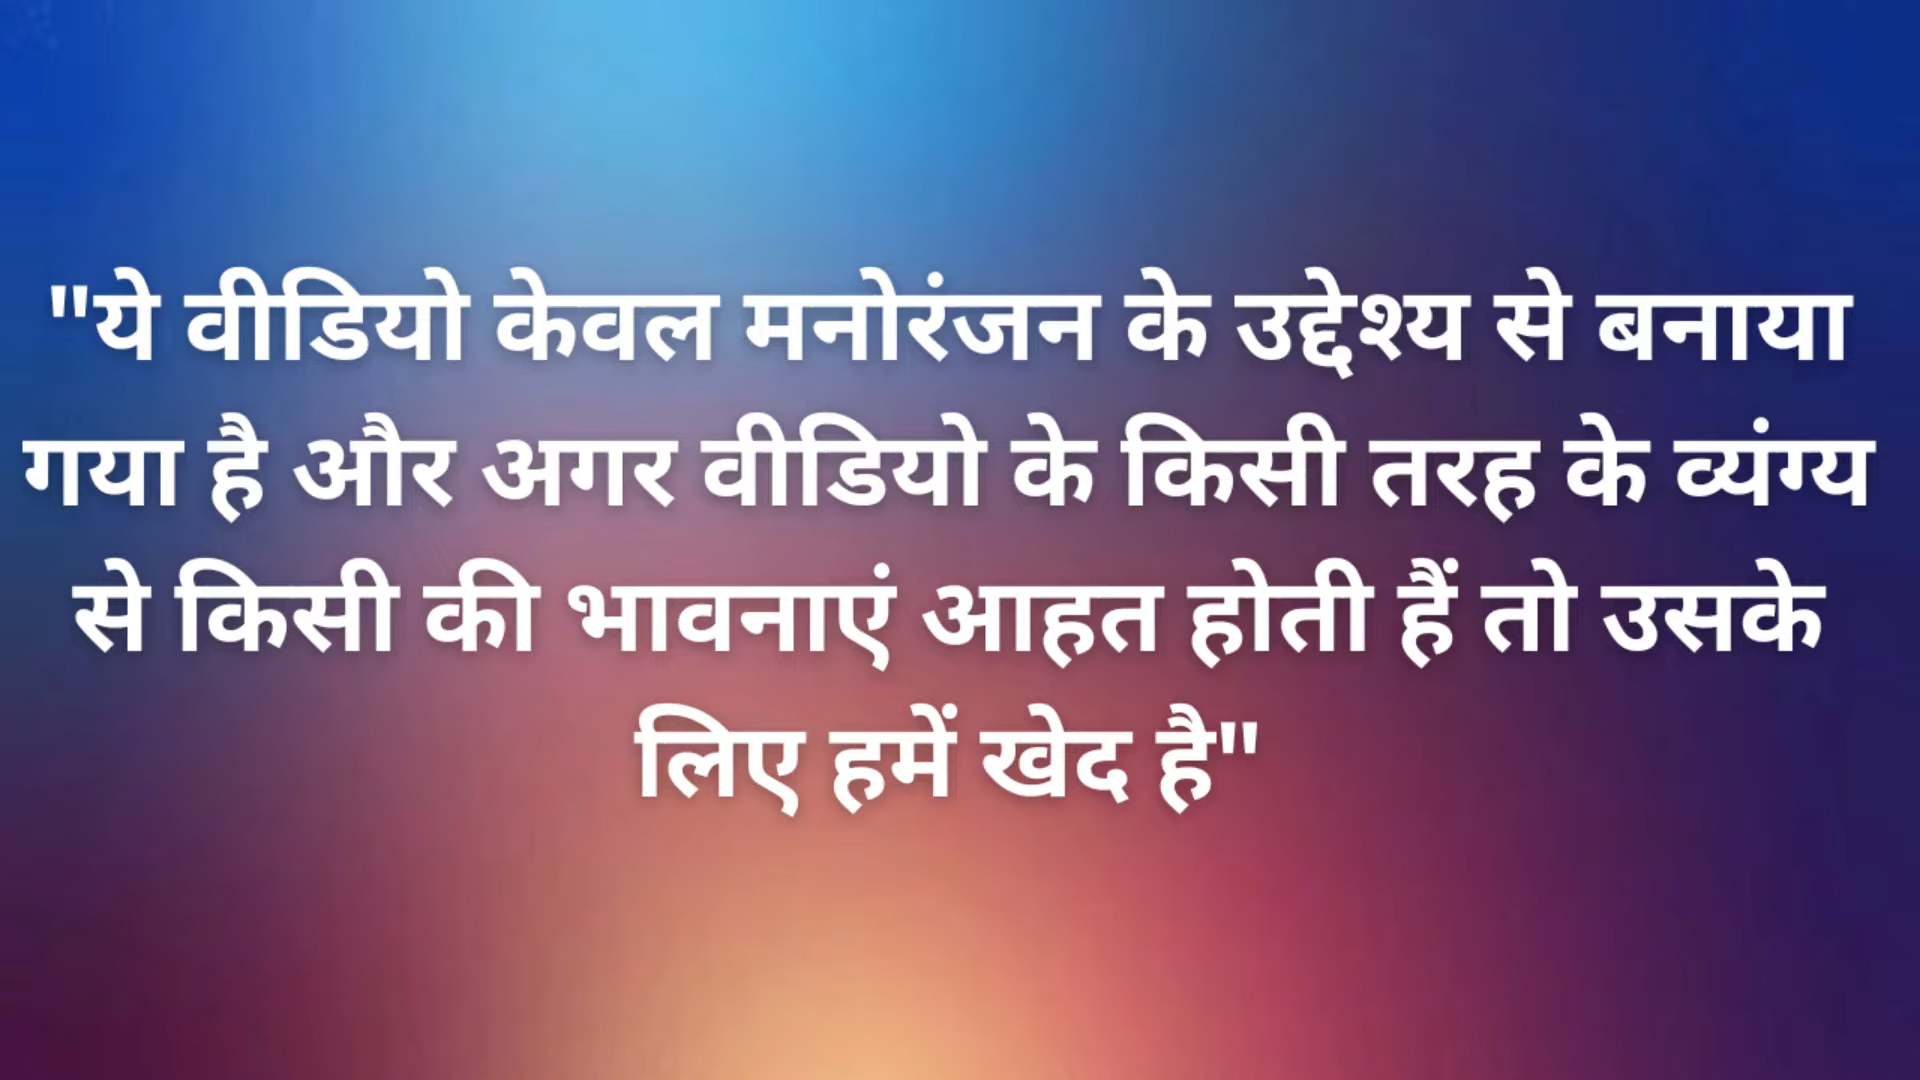 "ये वीडियो केवल मनोरंजन के उद्देश्य से बनाया
गया है और अगर वीडियो के किसी तरह के व्यंग्य
से किसी की भावनाएं आहत होती हैं तो उसके
लिए हमें खेद है"